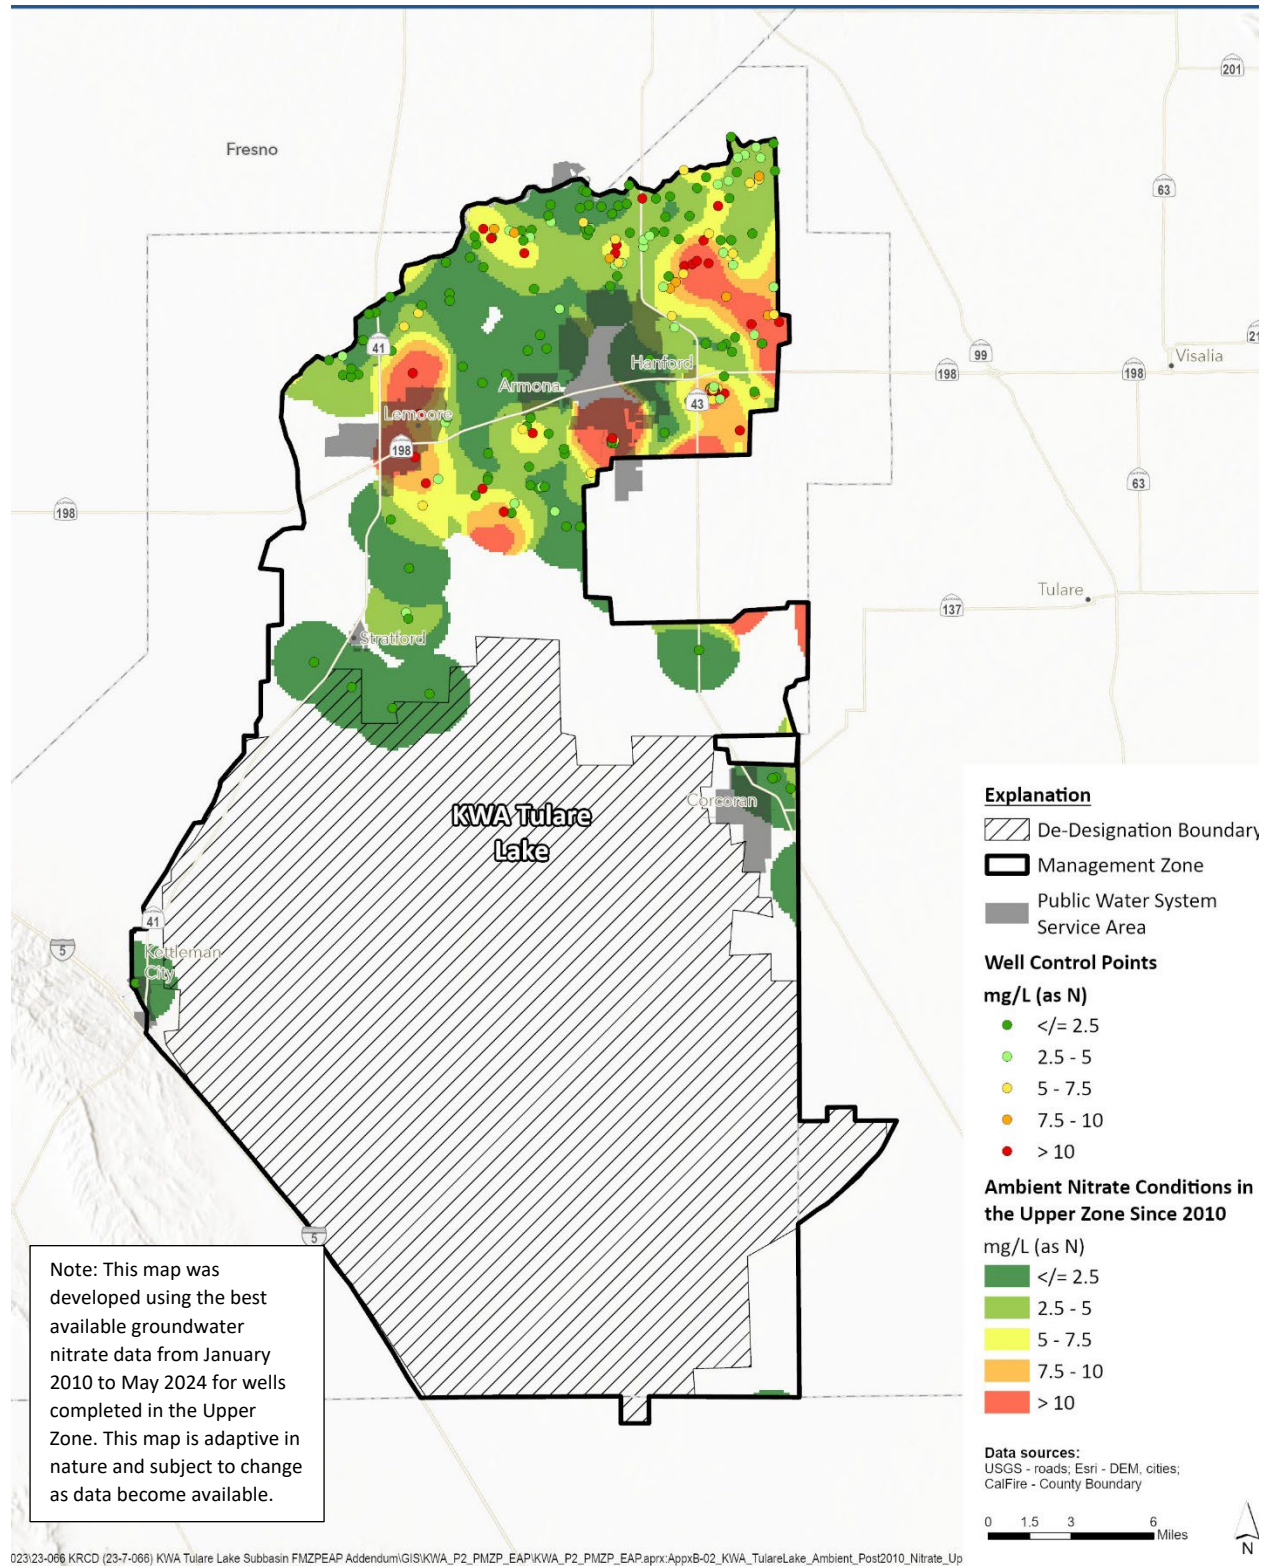 201
Fresno
63
41
99
Visalia
21
198
198
Hanford
Armona
43
Lemoore
198
198
63
Tulare
137
Stratford
KWA Tulare
Lake
Corcoran
41
5
Kettleman
City
5
Explanation
De-Designation Boundary
Management Zone
Public Water System
Service Area
Well Control Points
mg/L (as N)
</= 2.5
2.5 - 5
5 - 7.5
7.5 - 10
> 10
Ambient Nitrate Conditions in
the Upper Zone Since 2010
mg/L (as N)
</= 2.5
2.5 - 5
5 - 7.5
7.5 - 10
> 10
Data sources:
USGS - roads; Esri - DEM, cities;
CalFire - County Boundary
0 1.5 3 6
Miles
N
Note: This map was
developed using the best
available groundwater
nitrate data from January
2010 to May 2024 for wells
completed in the Upper
Zone. This map is adaptive in
nature and subject to change
as data become available.
023\23-066 KRCD (23-7-066) KWA Tulare Lake Subbasin FMZPEAP Addendum\GIS\KWA_P2_PMZP_EAP\KWA_P2_PMZP_EAP.aprx:AppxB-02_KWA_TulareLake_Ambient_Post2010_Nitrate_Up